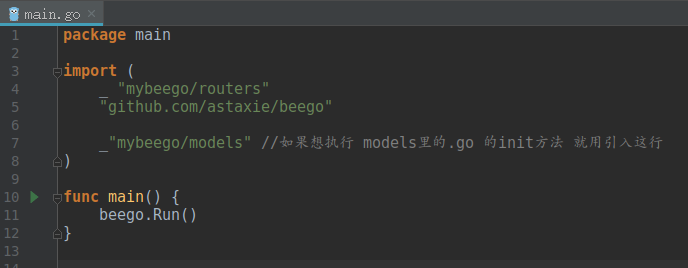 main.go
1 package main
2
3 import (
4 _ "mybeego/routers"
5 "github.com/astaxie/beego"
6
7 _"mybeego/models" //如果想执行 models里的.go 的init方法 就用引入这行
8 )
9
10 func main() {
11 beego.Run()
12 }
13
14